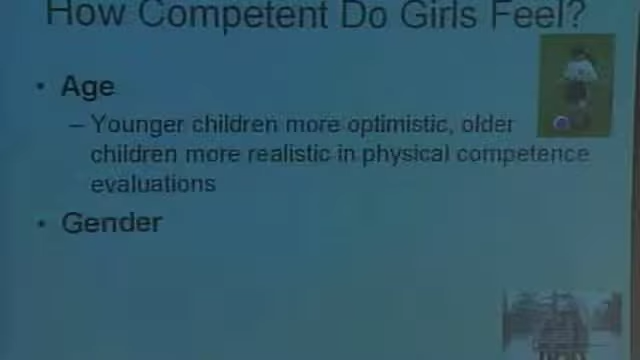 How Competent Do Girls Feel?
• Age
– Younger children more optimistic, older
children more realistic in physical competence
evaluations
• Gender